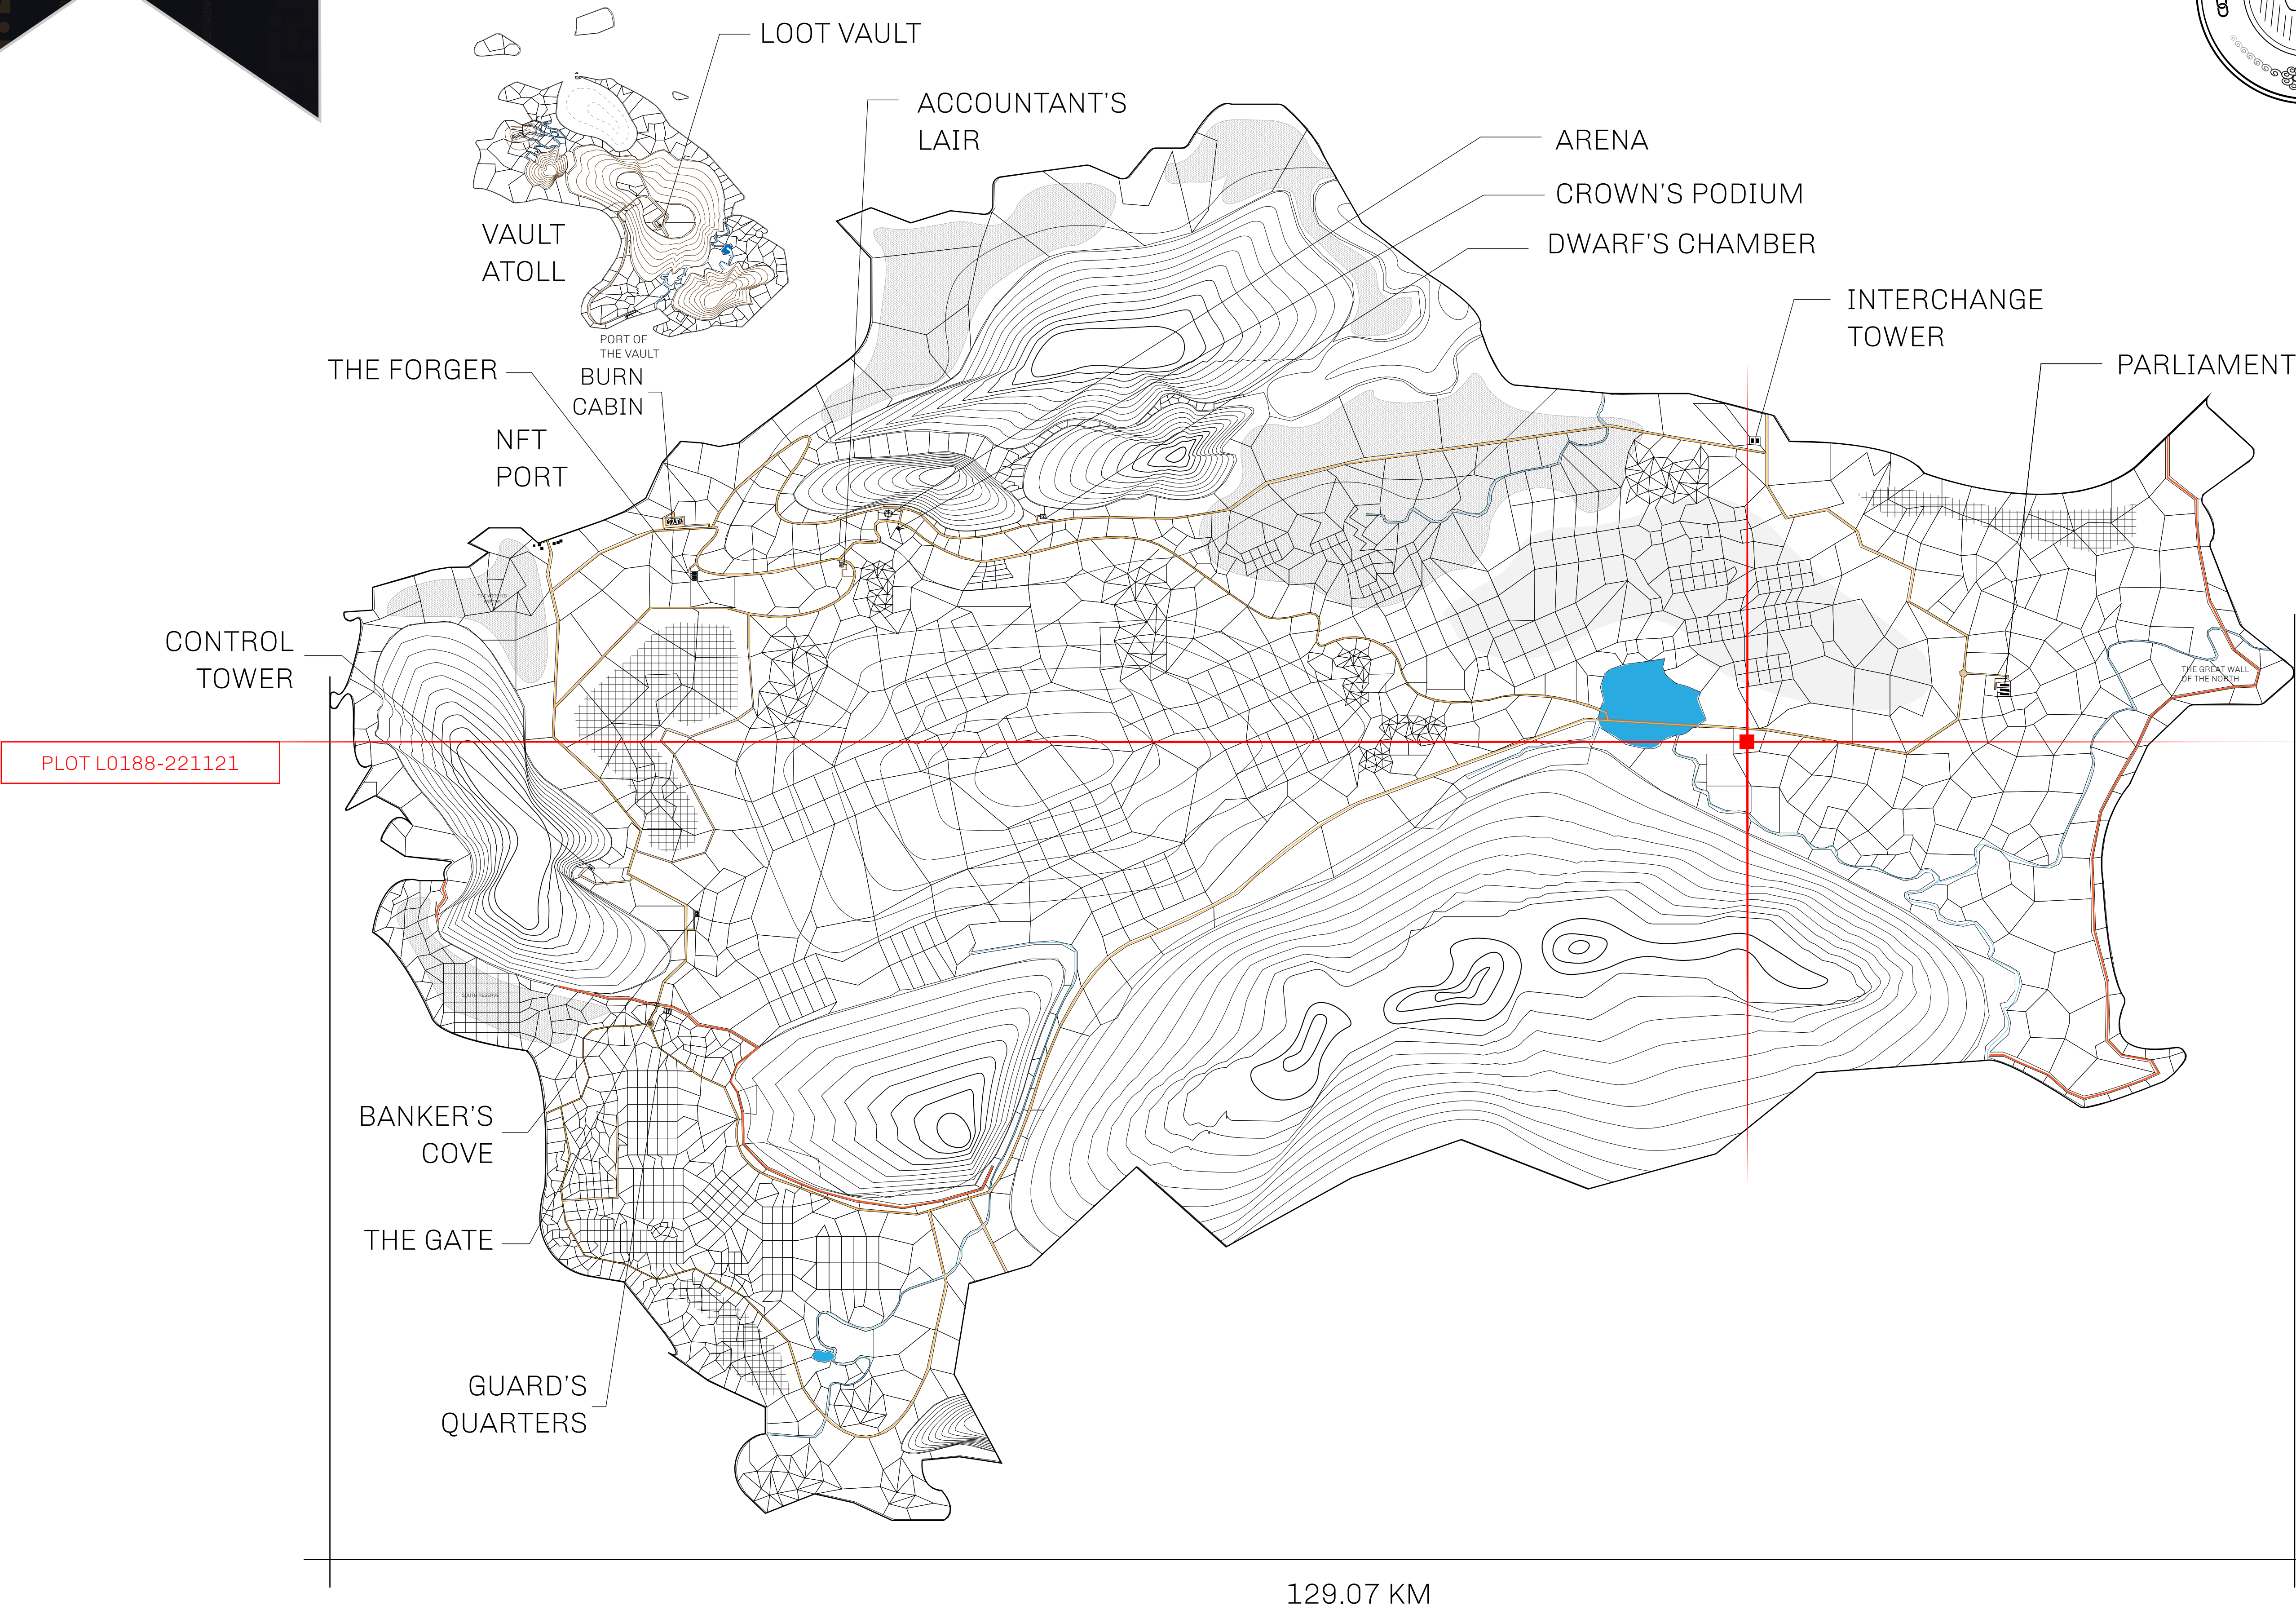 LOOT VAULT
ACCOUNTANT'S
LAIR
ARENA
CROWN'S PODIUM
DWARF'S CHAMBER
VAULT
ATOLL
INTERCHANGE
TOWER
PORT OF
THE VAULT
PARLIAMENT
THE FORGER
BURN
CABIN
NFT
PORT
CONTROL
TOWER
THE GREAT WALL
OF THE NORTH
PLOT L0188-221121
SOUTH RESERVE
BANKER'S
COVE
THE GATE
GUARD'S
QUARTERS
129.07 KM